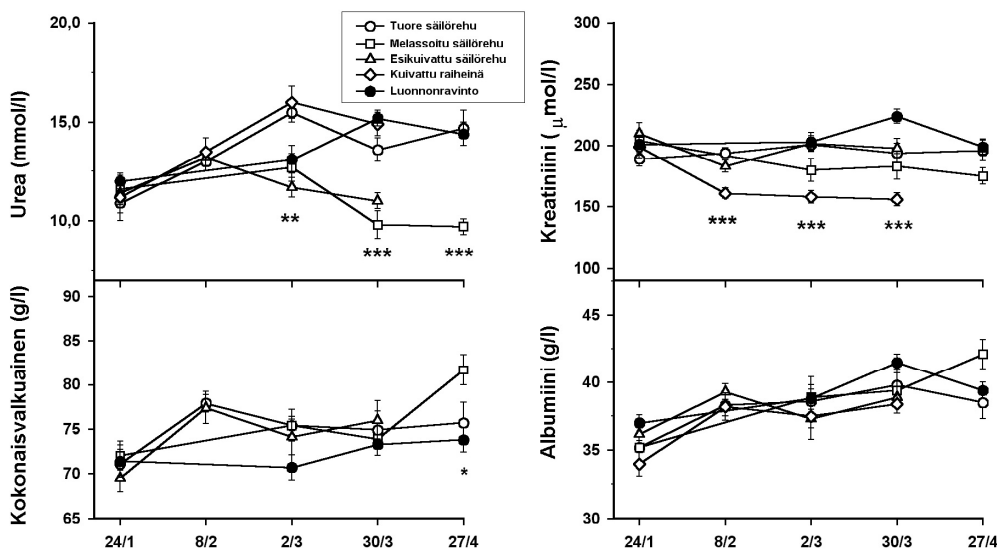 Urea (mmol/l)
20,0
15,0
10,0
Tuore säilörehu
Melassoitu säilörehu
Esikuivattu säilörehu
Kuivattu raiheinä
Luonnonravinto
**
***
***
Kreatiniini ( μmol/l)
300
250
200
150
100
***
***
***
Kokonaisvalkuainen (g/l)
90
85
80
75
70
65
*
24/1 8/2 2/3 30/3 27/4
Albumiini (g/l)
45
40
35
30
24/1 8/2 2/3 30/3 27/4